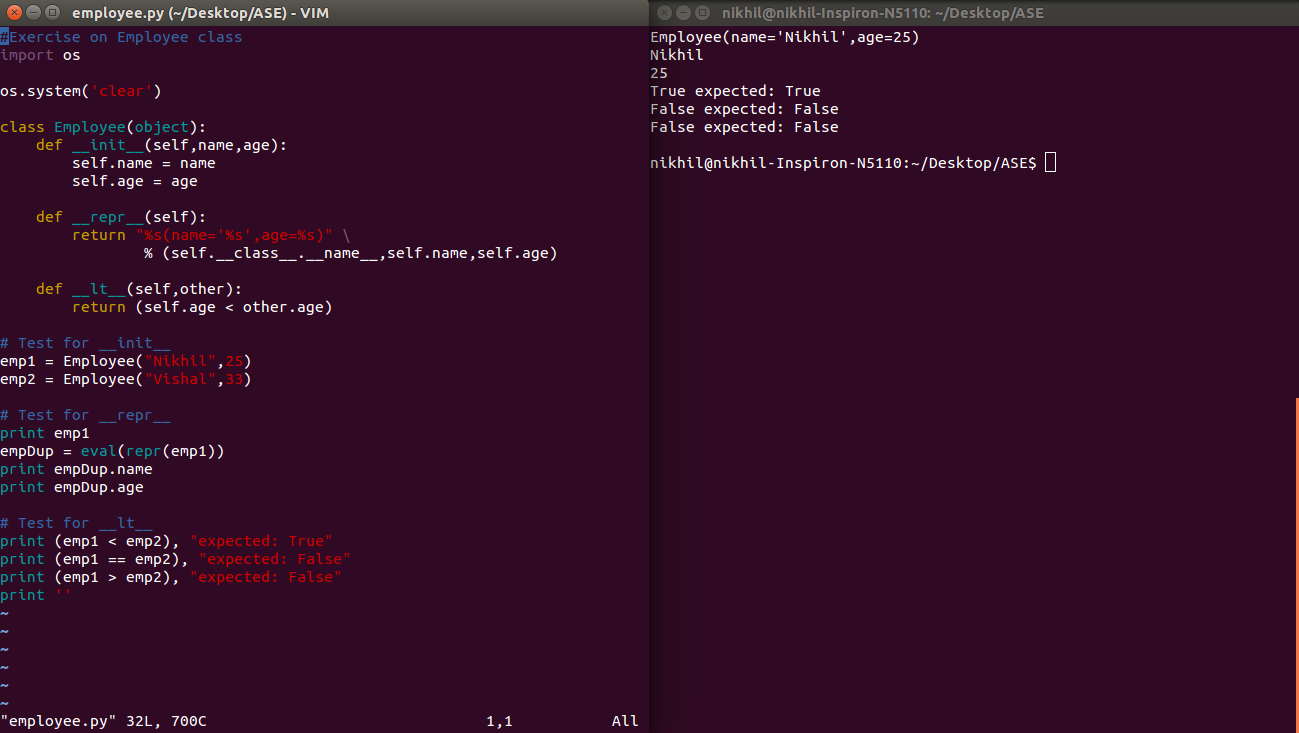 employee.py (~/Desktop/ASE) - VIM
#Exercise on Employee class
import os

os.system('clear')

class Employee(object):
    def __init__(self,name,age):
        self.name = name
        self.age = age

    def __repr__(self):
        return "%s(name='%s',age=%s)" \
                % (self.__class__.__name__,self.name,self.age)

    def __lt__(self,other):
        return (self.age < other.age)

# Test for __init__
emp1 = Employee("Nikhil",25)
emp2 = Employee("Vishal",33)

# Test for __repr__
print emp1
empDup = eval(repr(emp1))
print empDup.name
print empDup.age

# Test for __lt__
print (emp1 < emp2), "expected: True"
print (emp1 == emp2), "expected: False"
print (emp1 > emp2), "expected: False"
print ''
~
~
~
~
~
~
"employee.py" 32L, 700C 1,1 All
nikhil@nikhil-Inspiron-N5110: ~/Desktop/ASE
Employee(name='Nikhil',age=25)
Nikhil
25
True expected: True
False expected: False
False expected: False

nikhil@nikhil-Inspiron-N5110:~/Desktop/ASE$